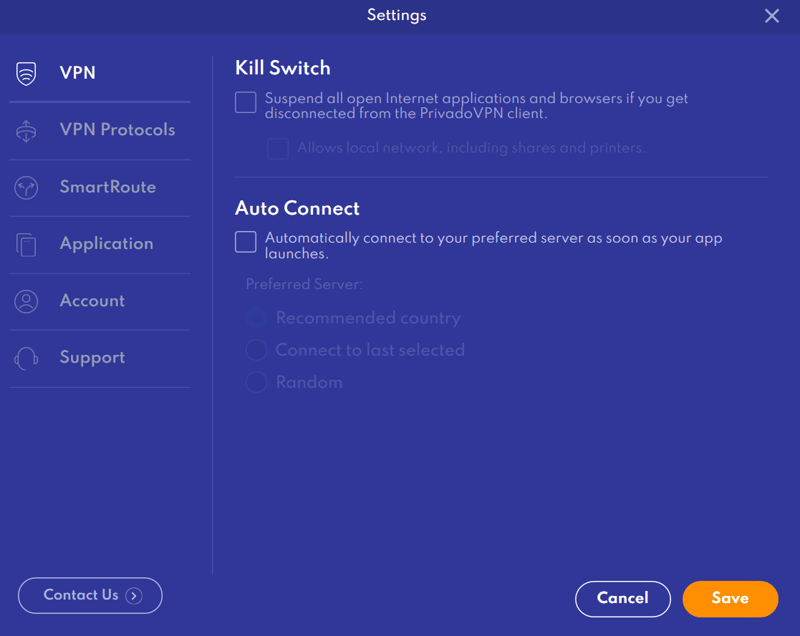 Settings
VPN
VPN Protocols
SmartRoute
Application
Account
Support
Contact Us
Kill Switch
Suspend all open Internet applications and browsers if you get
disconnected from the PrivadoVPN client.
Allows local network, including shares and printers.
Auto Connect
Automatically connect to your preferred server as soon as your app
launches.
Preferred Server:
Recommended country
Connect to last selected
Random
Cancel
Save